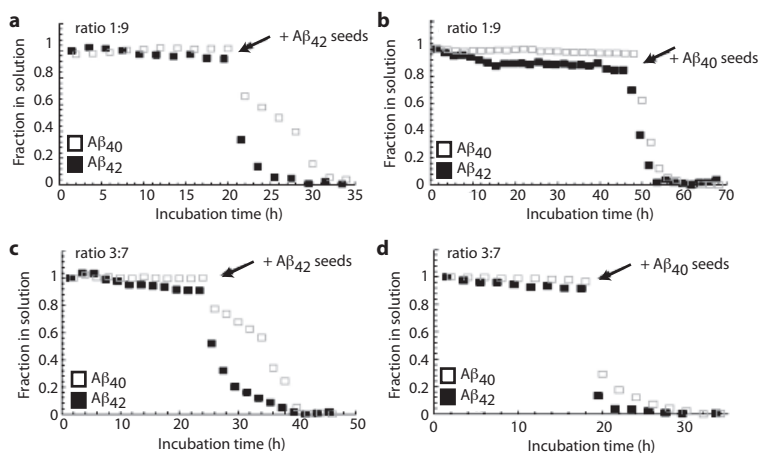 a
ratio 1:9
+ Aβ42 seeds
Fraction in solution
1
0.8
0.6
0.4
0.2
0
Aβ40
Aβ42
0 5 10 15 20 25 30 35
Incubation time (h)
b
ratio 1:9
+ Aβ40 seeds
Fraction in solution
1
0.8
0.6
0.4
0.2
0
Aβ40
Aβ42
0 10 20 30 40 50 60 70
Incubation time (h)
c
ratio 3:7
+ Aβ42 seeds
Fraction in solution
1
0.8
0.6
0.4
0.2
0
Aβ40
Aβ42
0 10 20 30 40 50
Incubation time (h)
d
ratio 3:7
+ Aβ40 seeds
Fraction in solution
1
0.8
0.6
0.4
0.2
0
Aβ40
Aβ42
0 10 20 30
Incubation time (h)